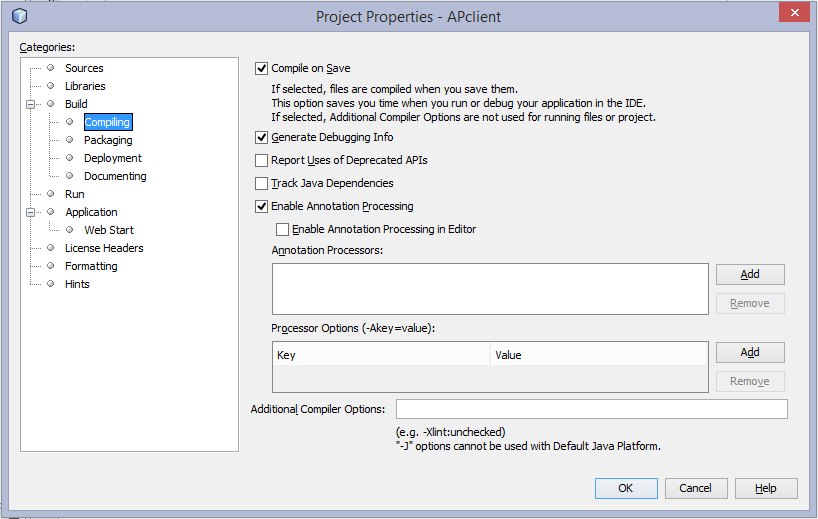 Project Properties - APclient
Categories:
Sources
Libraries
Build
Compiling
Packaging
Deployment
Documenting
Run
Application
Web Start
License Headers
Formatting
Hints
Compile on Save
If selected, files are compiled when you save them.
This option saves you time when you run or debug your application in the IDE.
If selected, Additional Compiler Options are not used for running files or project.
Generate Debugging Info
Report Uses of Deprecated APIs
Track Java Dependencies
Enable Annotation Processing
Enable Annotation Processing in Editor
Annotation Processors:
Add
Remove
Processor Options (-Akey=value):
Key Value
Add
Remove
Additional Compiler Options:
(e.g. -Xlint:unchecked)
"-J" options cannot be used with Default Java Platform.
OK Cancel Help